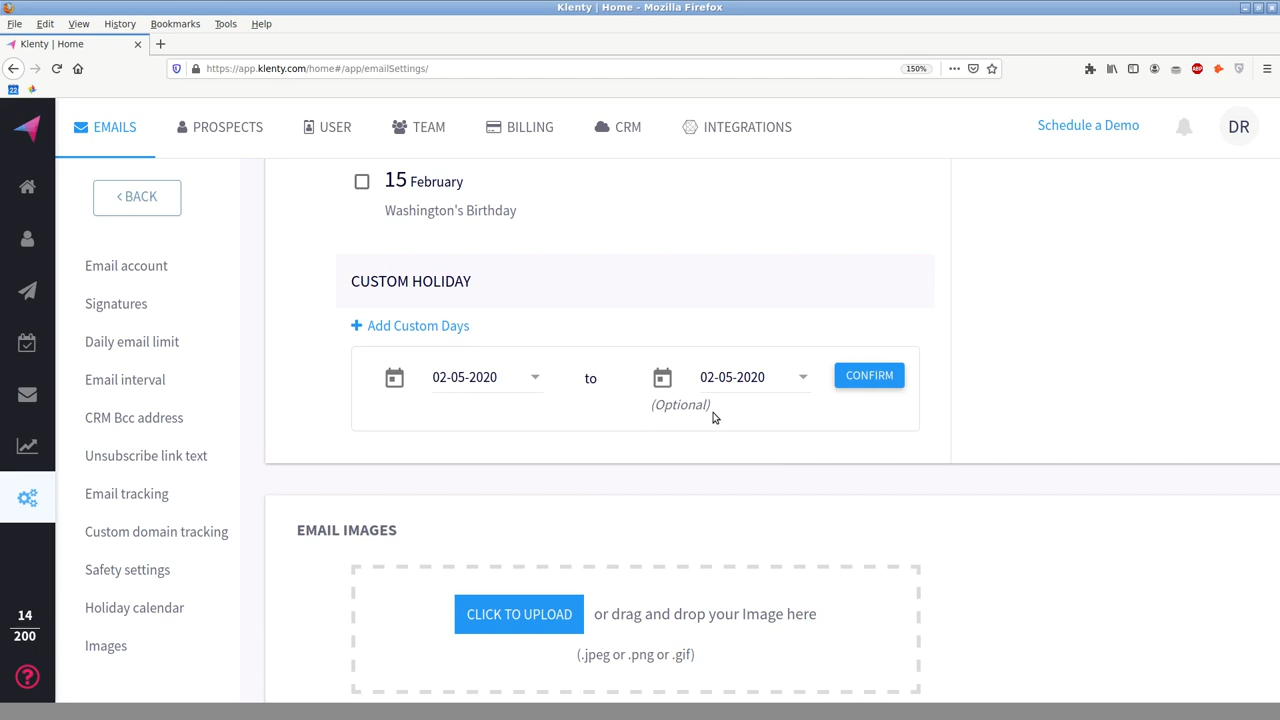 Klenty | Home - Mozilla Firefox
File Edit View History Bookmarks Tools Help
Klenty | Home
https://app.klenty.com/home#/app/emailSettings/
150%
22
ABP
EMAILS
PROSPECTS
USER
TEAM
BILLING
CRM
INTEGRATIONS
Schedule a Demo
DR
BACK
Email account
Signatures
Daily email limit
Email interval
CRM Bcc address
Unsubscribe link text
Email tracking
Custom domain tracking
Safety settings
Holiday calendar
Images
14
200
15 February
Washington's Birthday
CUSTOM HOLIDAY
Add Custom Days
02-05-2020 to 02-05-2020 CONFIRM
(Optional)
EMAIL IMAGES
CLICK TO UPLOAD or drag and drop your Image here
(.jpeg or .png or .gif)